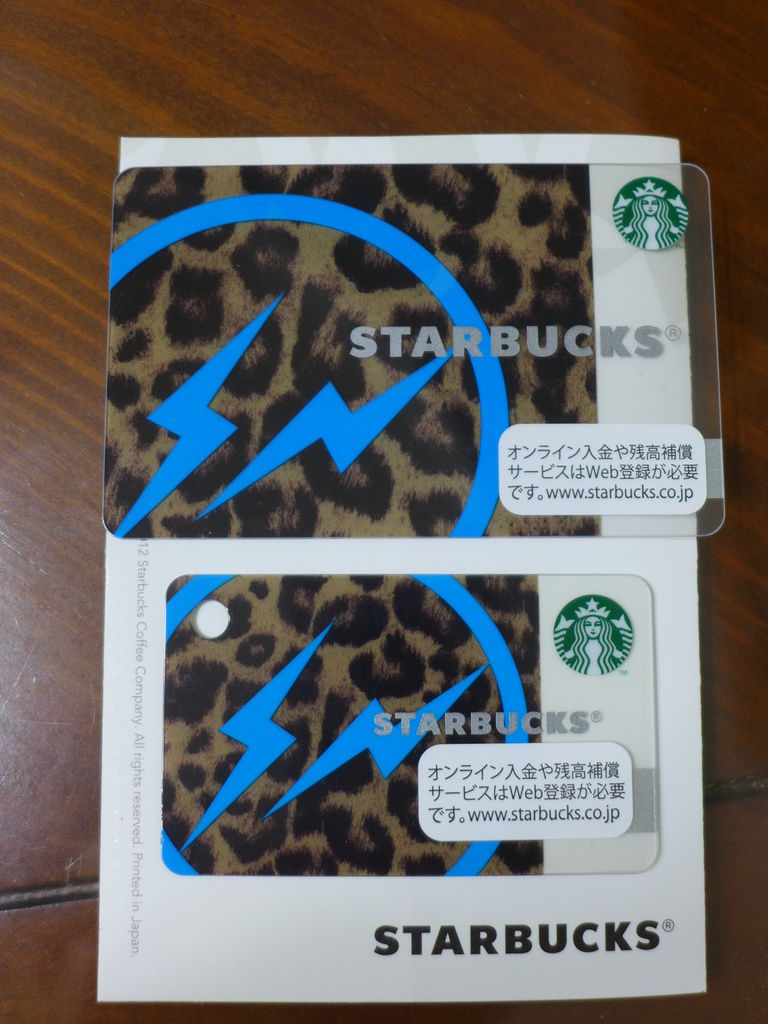 STARBUCKS®
オンライン入金や残高補償
サービスはWeb登録が必要
です。www.starbucks.co.jp
12 Starbucks Coffee Company. All rights reserved. Printed in Japan.
TM
STARBUCKS®
オンライン入金や残高補償
サービスはWeb登録が必要
です。www.starbucks.co.jp
STARBUCKS®